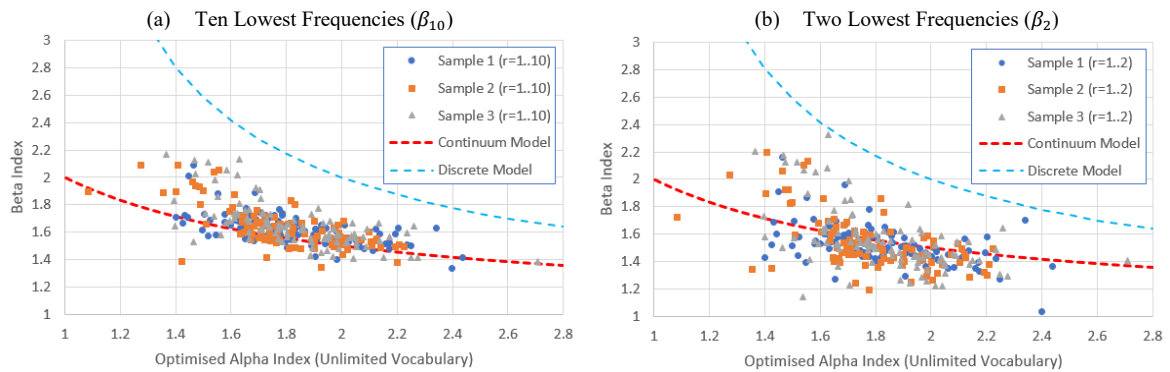 (a) Ten Lowest Frequencies (β10)
3
2.8
2.6
2.4
2.2
2
1.8
1.6
1.4
1.2
1
Beta Index
Sample 1 (r=1..10)
Sample 2 (r=1..10)
Sample 3 (r=1..10)
Continuum Model
Discrete Model
1 1.2 1.4 1.6 1.8 2 2.2 2.4 2.6 2.8
Optimised Alpha Index (Unlimited Vocabulary)
(b) Two Lowest Frequencies (β2)
3
2.8
2.6
2.4
2.2
2
1.8
1.6
1.4
1.2
1
Beta Index
Sample 1 (r=1..2)
Sample 2 (r=1..2)
Sample 3 (r=1..2)
Continuum Model
Discrete Model
1 1.2 1.4 1.6 1.8 2 2.2 2.4 2.6 2.8
Optimised Alpha Index (Unlimited Vocabulary)